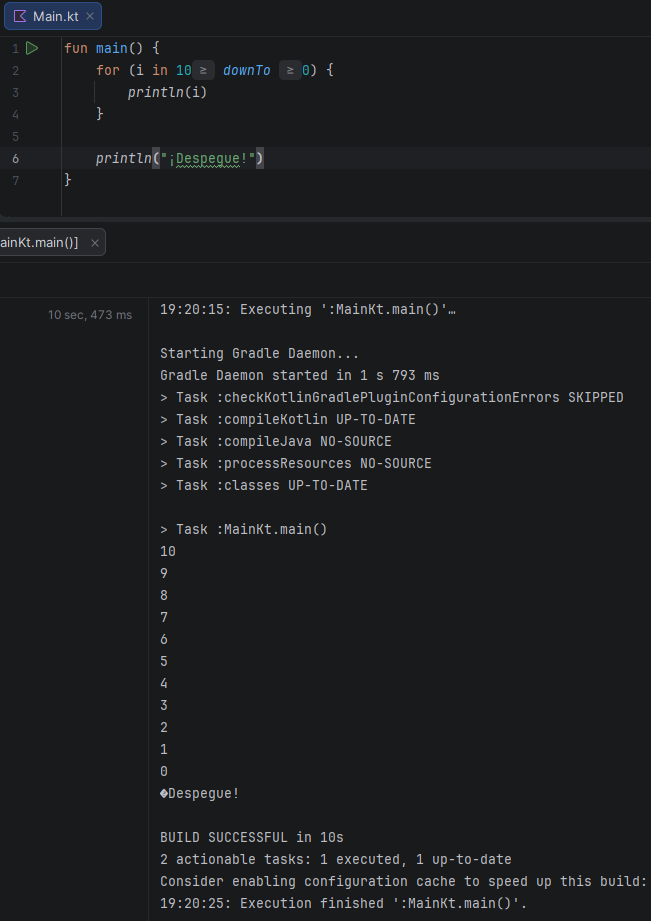 Main.kt ×
1 fun main() {
2 for (i in 10 ≥ downTo ≥ 0) {
3 println(i)
4 }
5
6 println("¡Despegue!")
7 }
ainKt.main()] ×
10 sec, 473 ms
19:20:15: Executing ':MainKt.main()'…
Starting Gradle Daemon...
Gradle Daemon started in 1 s 793 ms
> Task :checkKotlinGradlePluginConfigurationErrors SKIPPED
> Task :compileKotlin UP-TO-DATE
> Task :compileJava NO-SOURCE
> Task :processResources NO-SOURCE
> Task :classes UP-TO-DATE
> Task :MainKt.main()
10
9
8
7
6
5
4
3
2
1
0
�Despegue!
BUILD SUCCESSFUL in 10s
2 actionable tasks: 1 executed, 1 up-to-date
Consider enabling configuration cache to speed up this build:
19:20:25: Execution finished ':MainKt.main()'.